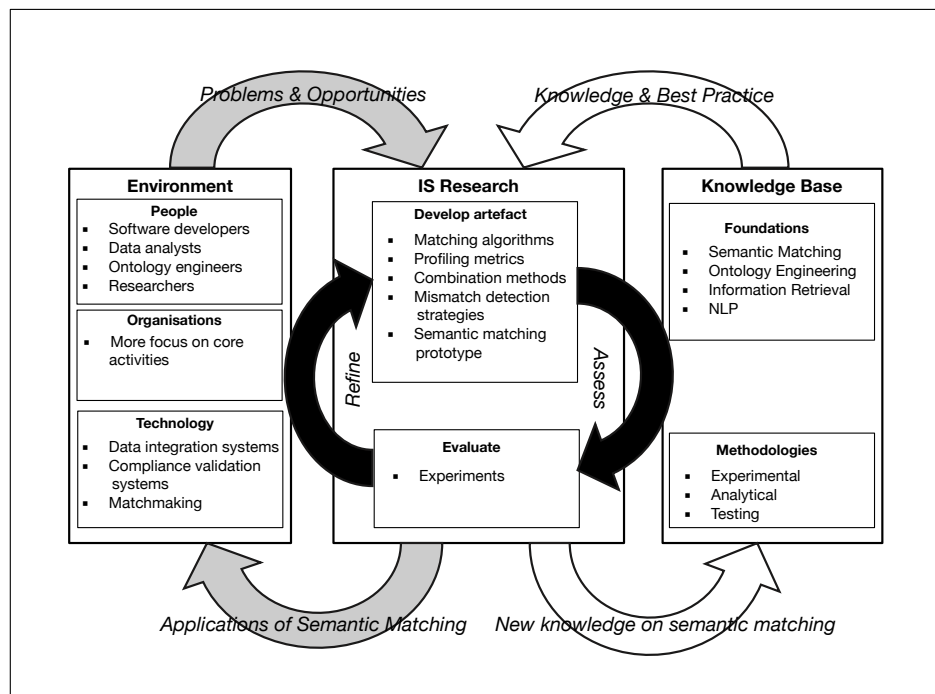 Problems & Opportunities
Knowledge & Best Practice
Environment
People
Software developers
Data analysts
Ontology engineers
Researchers
Organisations
More focus on core
activities
Technology
Data integration systems
Compliance validation
systems
Matchmaking
IS Research
Develop artefact
Matching algorithms
Profiling metrics
Combination methods
Mismatch detection
strategies
Semantic matching
prototype
Refine
Assess
Evaluate
Experiments
Knowledge Base
Foundations
Semantic Matching
Ontology Engineering
Information Retrieval
NLP
Methodologies
Experimental
Analytical
Testing
Applications of Semantic Matching
New knowledge on semantic matching